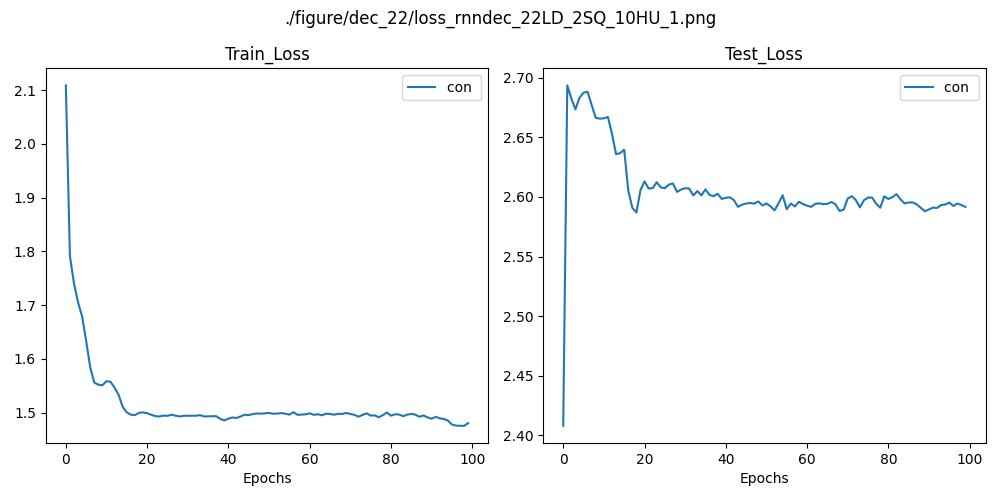 ./figure/dec_22/loss_rnndec_22LD_2SQ_10HU_1.png
Train_Loss
con
2.1
2.0
1.9
1.8
1.7
1.6
1.5
0 20 40 60 80 100
Epochs
Test_Loss
con
2.70
2.65
2.60
2.55
2.50
2.45
2.40
0 20 40 60 80 100
Epochs